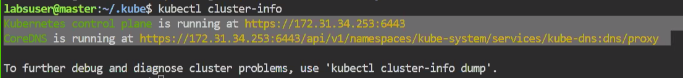 labsuser@master:~/.kube$ kubectl cluster-info
Kubernetes control plane is running at https://172.31.34.253:6443
CoreDNS is running at https://172.31.34.253:6443/api/v1/namespaces/kube-system/services/kube-dns:dns/proxy
To further debug and diagnose cluster problems, use 'kubectl cluster-info dump'.